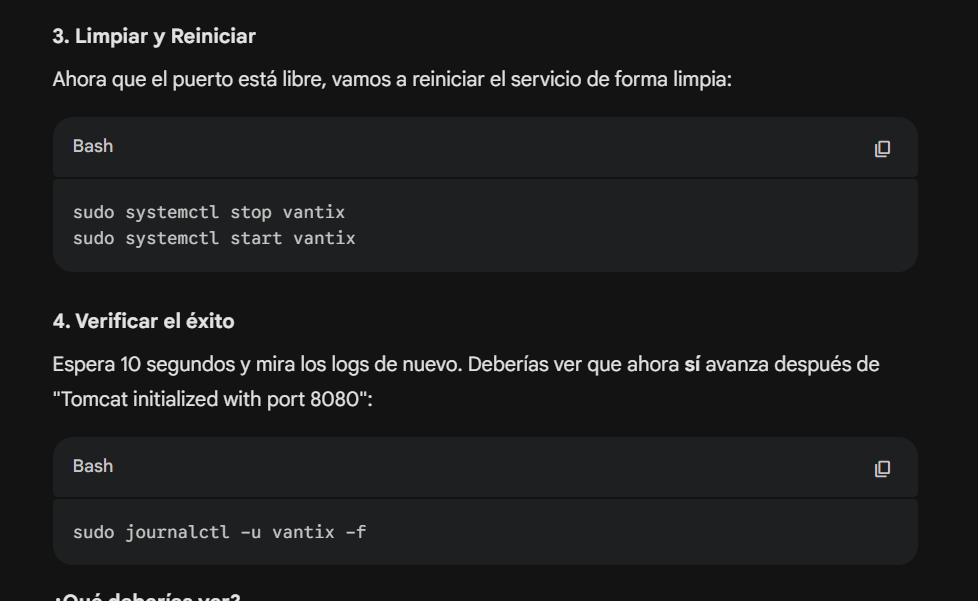 3. Limpiar y Reiniciar
Ahora que el puerto está libre, vamos a reiniciar el servicio de forma limpia:
Bash
sudo systemctl stop vantix
sudo systemctl start vantix
4. Verificar el éxito
Espera 10 segundos y mira los logs de nuevo. Deberías ver que ahora sí avanza después de
"Tomcat initialized with port 8080":
Bash
sudo journalctl -u vantix -f
¿Qué deberías ver?